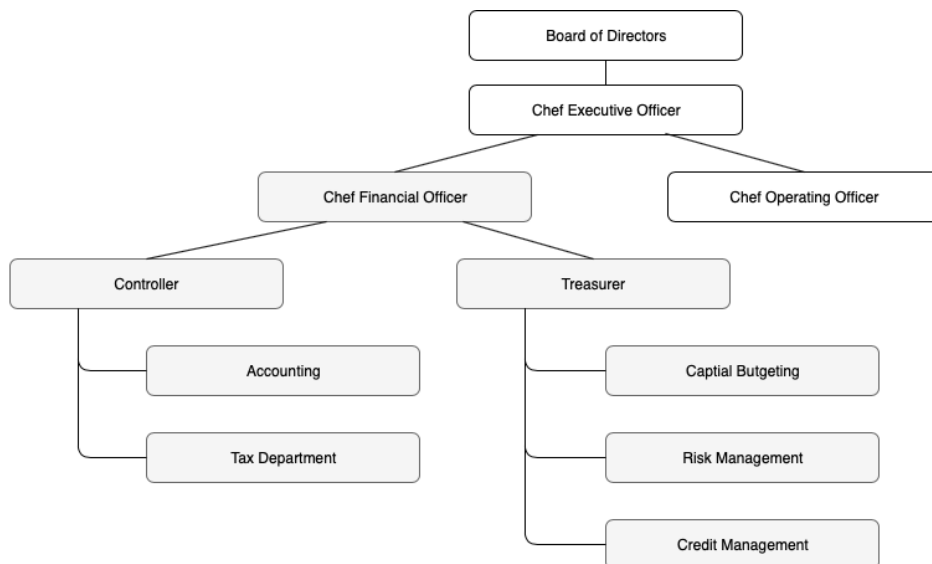 Board of Directors
Chef Executive Officer
Chef Financial Officer
Chef Operating Officer
Controller
Treasurer
Accounting
Captial Butgeting
Tax Department
Risk Management
Credit Management